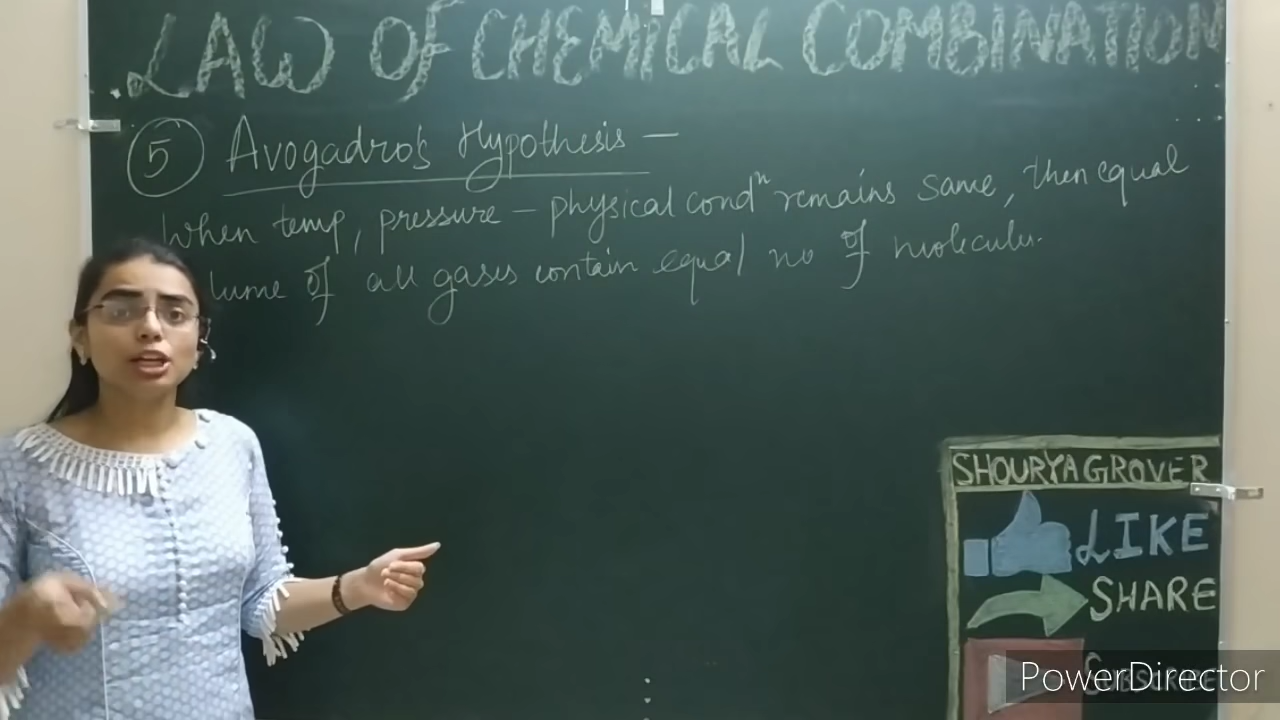 LAW OF CHEMICAL COMBINATION
5 Avogadro's Hypothesis —
When temp, pressure – physical condⁿ remains same, then equal
lume of all gases contain equal no of molecules.
SHOURYA GROVER
LIKE
SHARE
SUBSCRIBE
PowerDirector